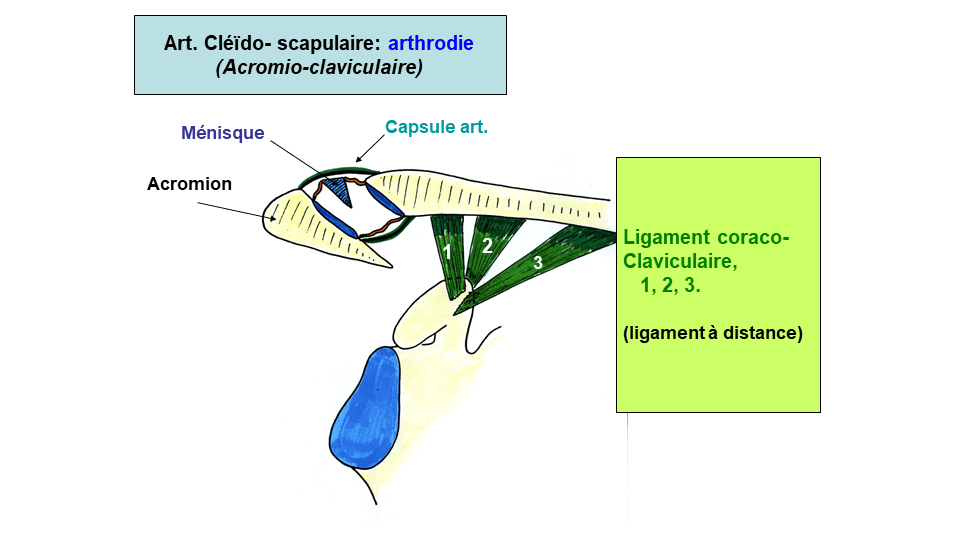 Art. Cléïdo- scapulaire: arthrodie
(Acromio-claviculaire)
Ménisque
Capsule art.
Acromion
1
2
3
Ligament coraco-
Claviculaire,
1, 2, 3.
(ligament à distance)